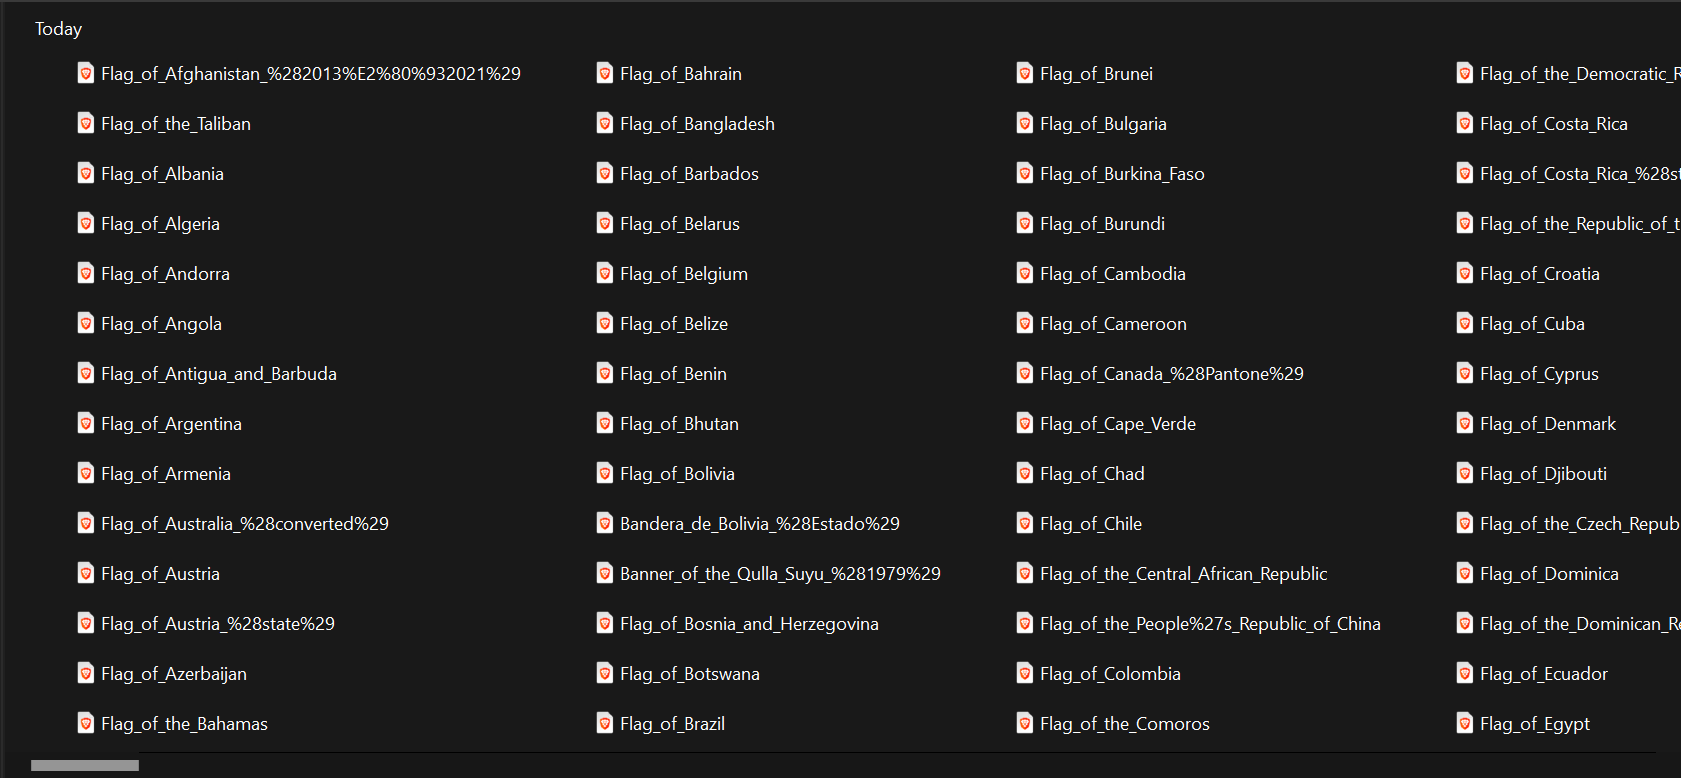 Today
Flag_of_Afghanistan_%282013%E2%80%932021%29
Flag_of_the_Taliban
Flag_of_Albania
Flag_of_Algeria
Flag_of_Andorra
Flag_of_Angola
Flag_of_Antigua_and_Barbuda
Flag_of_Argentina
Flag_of_Armenia
Flag_of_Australia_%28converted%29
Flag_of_Austria
Flag_of_Austria_%28state%29
Flag_of_Azerbaijan
Flag_of_the_Bahamas
Flag_of_Bahrain
Flag_of_Bangladesh
Flag_of_Barbados
Flag_of_Belarus
Flag_of_Belgium
Flag_of_Belize
Flag_of_Benin
Flag_of_Bhutan
Flag_of_Bolivia
Bandera_de_Bolivia_%28Estado%29
Banner_of_the_Qulla_Suyu_%281979%29
Flag_of_Bosnia_and_Herzegovina
Flag_of_Botswana
Flag_of_Brazil
Flag_of_Brunei
Flag_of_Bulgaria
Flag_of_Burkina_Faso
Flag_of_Burundi
Flag_of_Cambodia
Flag_of_Cameroon
Flag_of_Canada_%28Pantone%29
Flag_of_Cape_Verde
Flag_of_Chad
Flag_of_Chile
Flag_of_the_Central_African_Republic
Flag_of_the_People%27s_Republic_of_China
Flag_of_Colombia
Flag_of_the_Comoros
Flag_of_the_Democratic_R
Flag_of_Costa_Rica
Flag_of_Costa_Rica_%28st
Flag_of_the_Republic_of_t
Flag_of_Croatia
Flag_of_Cuba
Flag_of_Cyprus
Flag_of_Denmark
Flag_of_Djibouti
Flag_of_the_Czech_Repub
Flag_of_Dominica
Flag_of_the_Dominican_Re
Flag_of_Ecuador
Flag_of_Egypt